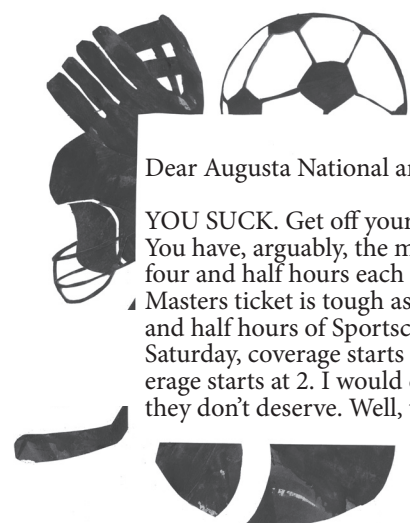 Dear Augusta National a
YOU SUCK. Get off your
You have, arguably, the m
four and half hours each
Masters ticket is tough as
and half hours of Sportsc
Saturday, coverage starts
erage starts at 2. I would
they don’t deserve. Well,